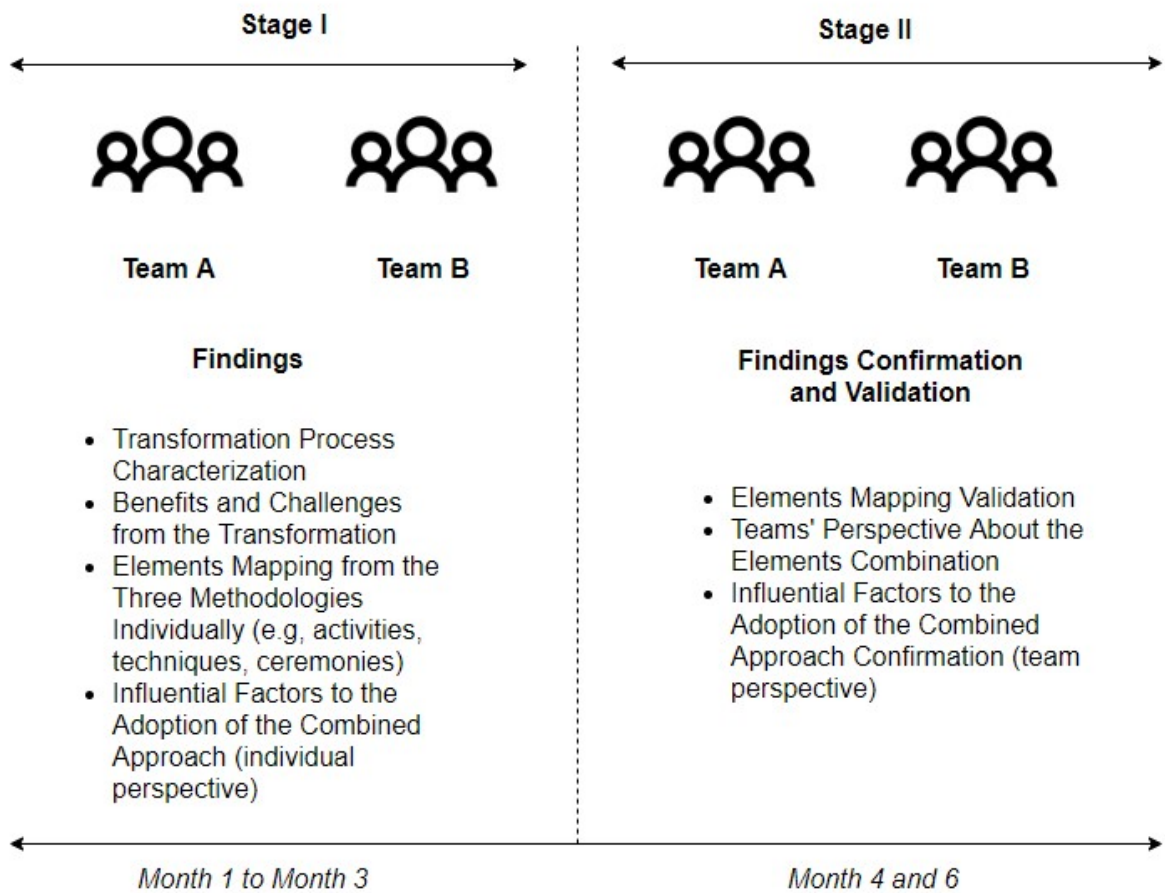 Stage I
Team A
Team B
Findings
• Transformation Process
Characterization
• Benefits and Challenges
from the Transformation
• Elements Mapping from the
Three Methodologies
Individually (e.g, activities,
techniques, ceremonies)
• Influential Factors to the
Adoption of the Combined
Approach (individual
perspective)
Month 1 to Month 3
Stage II
Team A
Team B
Findings Confirmation
and Validation
• Elements Mapping Validation
• Teams' Perspective About the
Elements Combination
• Influential Factors to the
Adoption of the Combined
Approach Confirmation (team
perspective)
Month 4 and 6